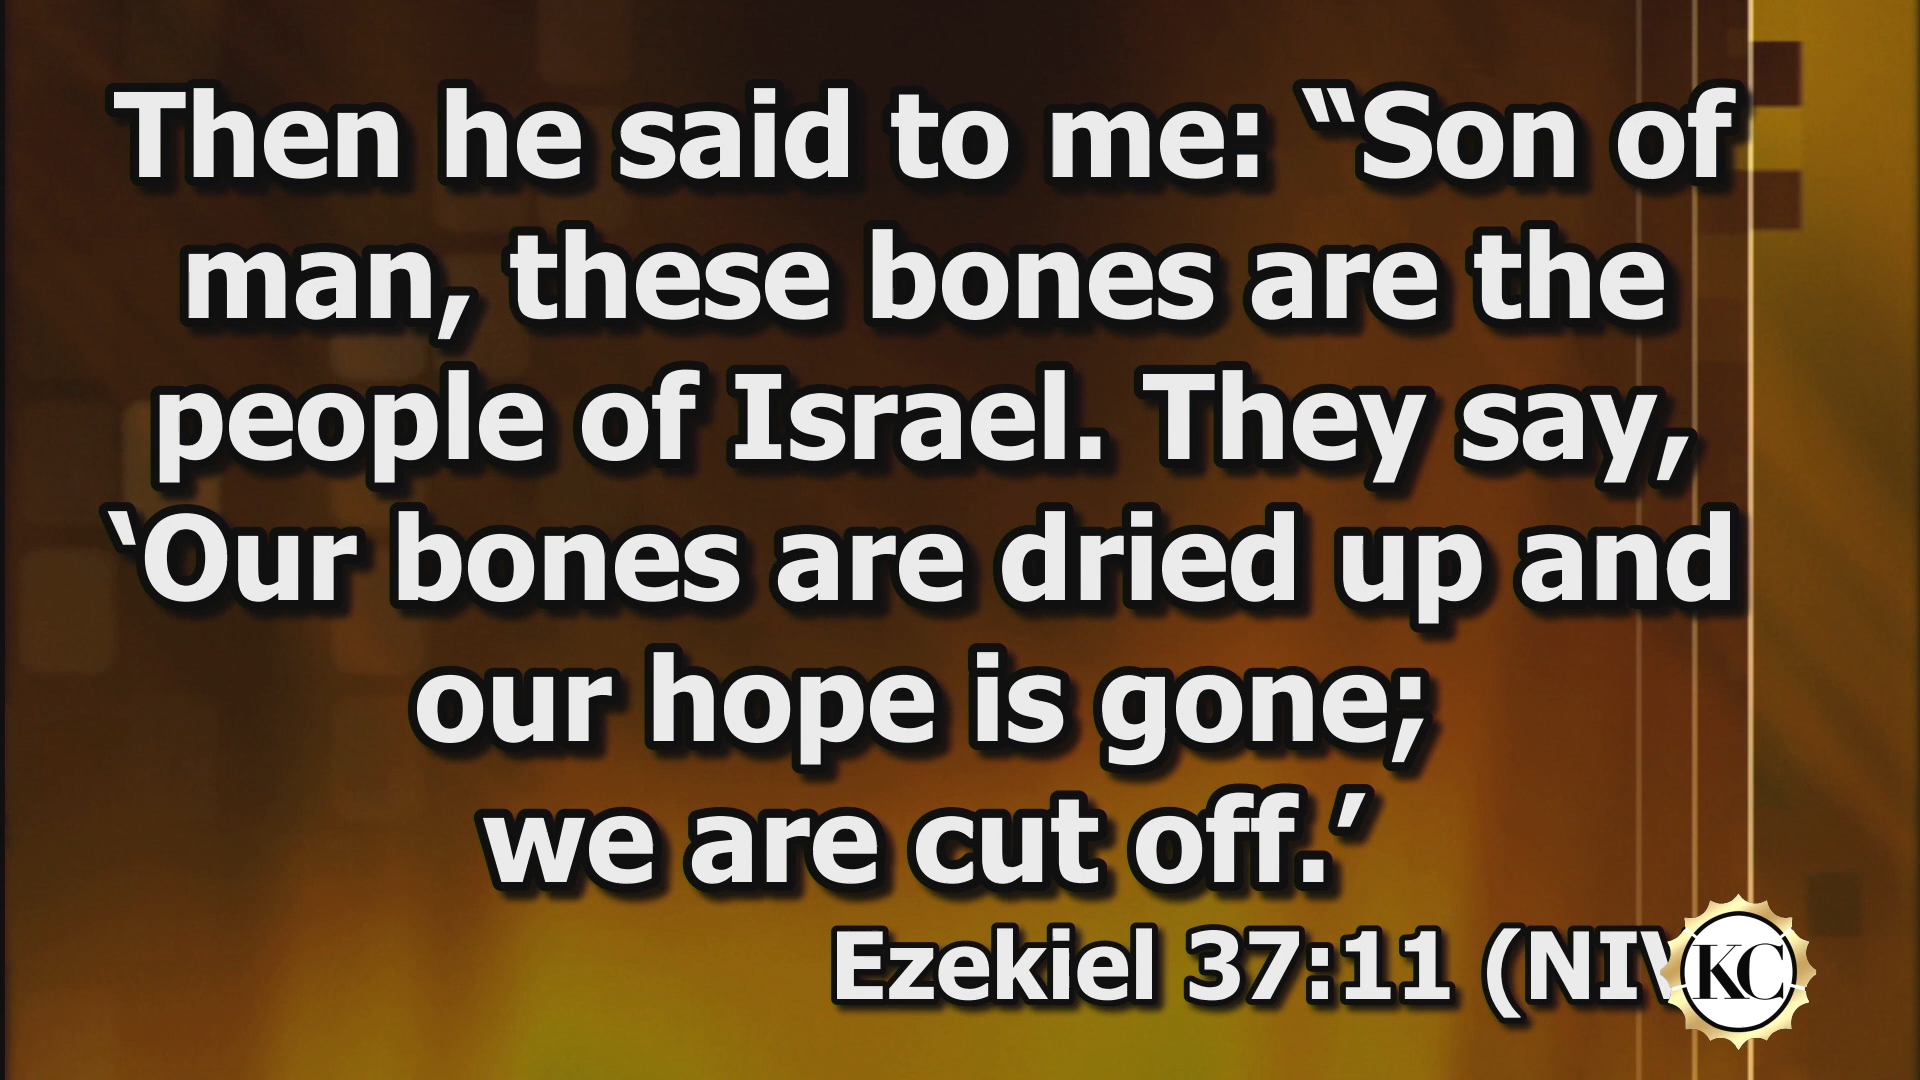 Then he said to me: “Son of
man, these bones are the
people of Israel. They say,
‘Our bones are dried up and
our hope is gone;
we are cut off.’
Ezekiel 37:11 (NIV
KC